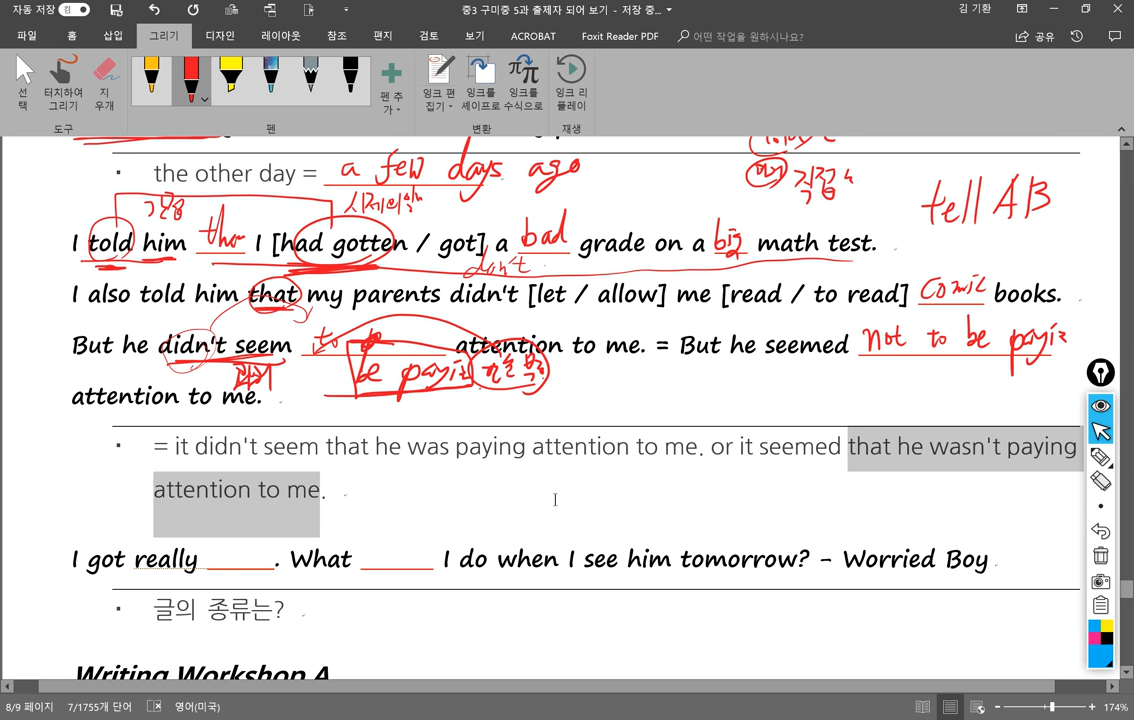 자동 저장 컴
중3 구미중 5과 출제자 되어 보기 - 저장 중...
김 기환
파일 홈 삽입 그리기 디자인 레이아웃 참조 편지 검토 보기 ACROBAT Foxit Reader PDF 어떤 작업을 원하시나요? 공유
선택 터치하여 그리기 지우개 펜 추가 잉크 편집기 잉크를 셰이프로 잉크를 수식으로 잉크 리플레이
도구 펜 변환 재생
the other day = a few days ago
직접
tell A B
I told him I [had gotten / got] a bad grade on a big math test.
don't
I also told him that my parents didn't [let / allow] me [read / to read] comic books.
But he didn't seem to attention to me. = But he seemed not to be
be
attention to me.
= it didn't seem that he was paying attention to me. or it seemed that he wasn't paying
attention to me.
I got really ______. What ______ I do when I see him tomorrow? - Worried Boy
글의 종류는?
Writing Workshop A
8/9 페이지 7/1755개 단어 영어(미국) 174%